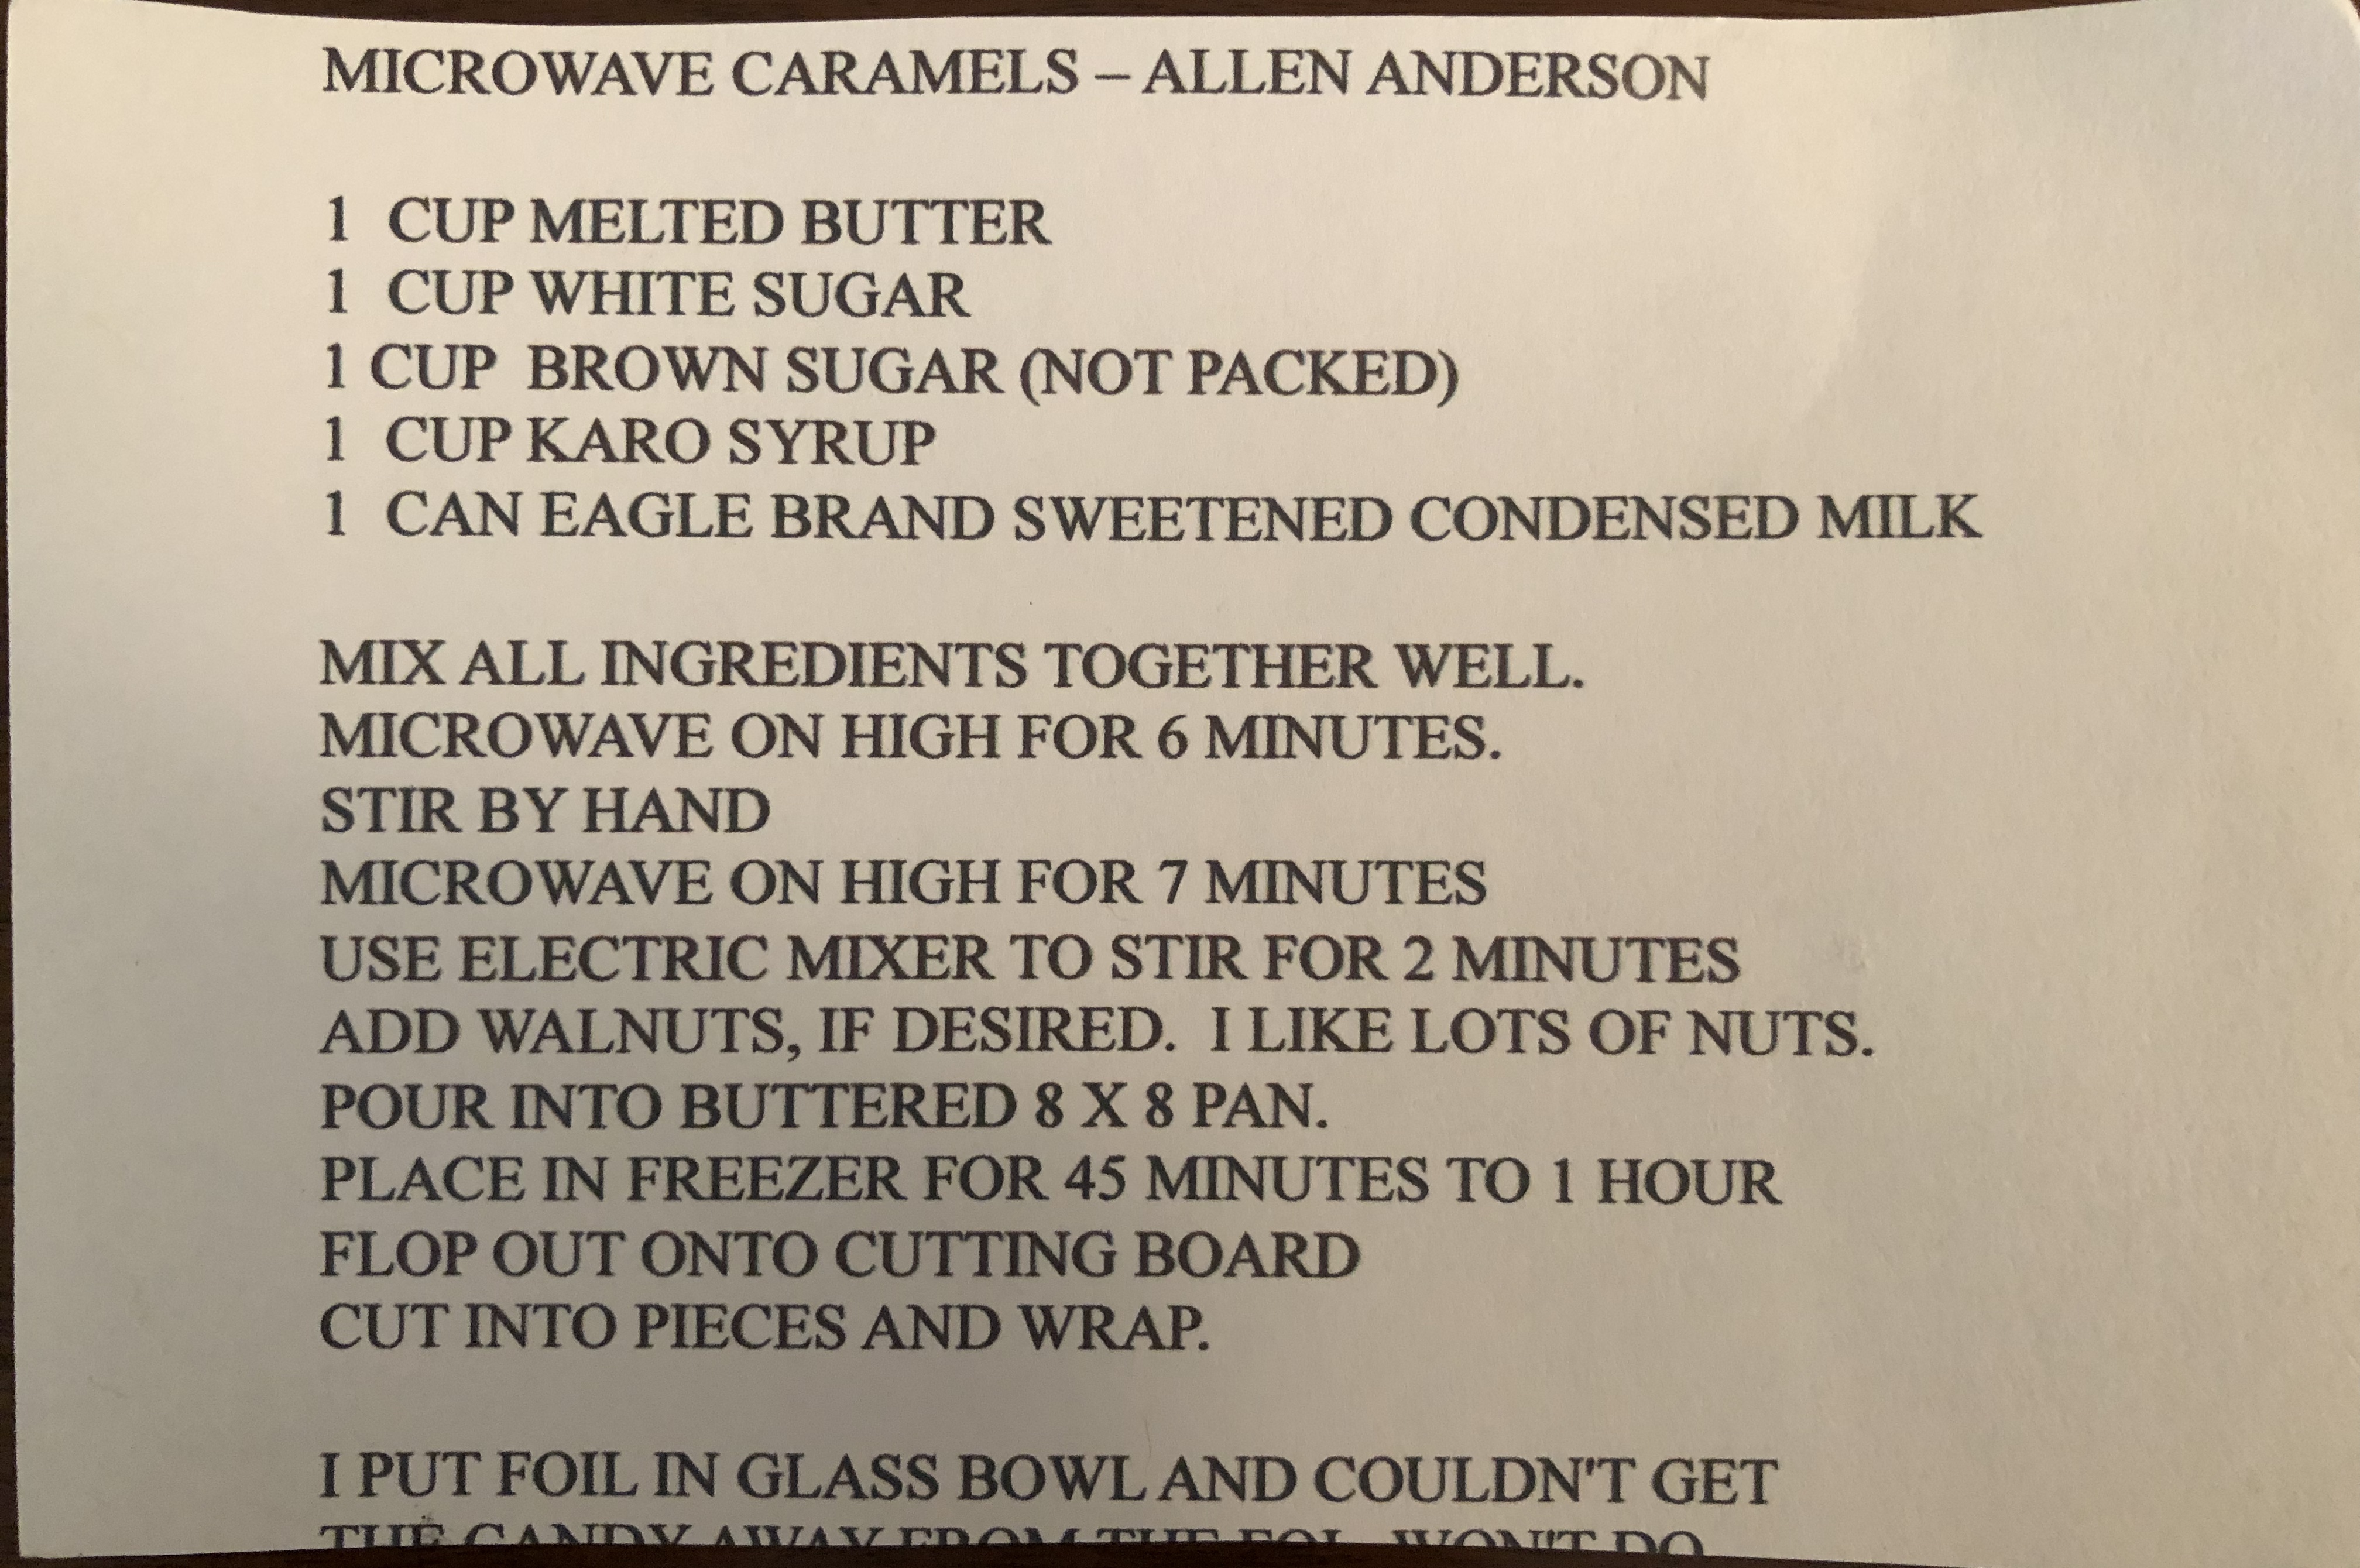 MICROWAVE CARAMELS – ALLEN ANDERSON
1 CUP MELTED BUTTER
1 CUP WHITE SUGAR
1 CUP BROWN SUGAR (NOT PACKED)
1 CUP KARO SYRUP
1 CAN EAGLE BRAND SWEETENED CONDENSED MILK
MIX ALL INGREDIENTS TOGETHER WELL.
MICROWAVE ON HIGH FOR 6 MINUTES.
STIR BY HAND
MICROWAVE ON HIGH FOR 7 MINUTES
USE ELECTRIC MIXER TO STIR FOR 2 MINUTES
ADD WALNUTS, IF DESIRED. I LIKE LOTS OF NUTS.
POUR INTO BUTTERED 8 X 8 PAN.
PLACE IN FREEZER FOR 45 MINUTES TO 1 HOUR
FLOP OUT ONTO CUTTING BOARD
CUT INTO PIECES AND WRAP.
I PUT FOIL IN GLASS BOWL AND COULDN'T GET
THE CANDY AWAY FROM THE WON'T DO